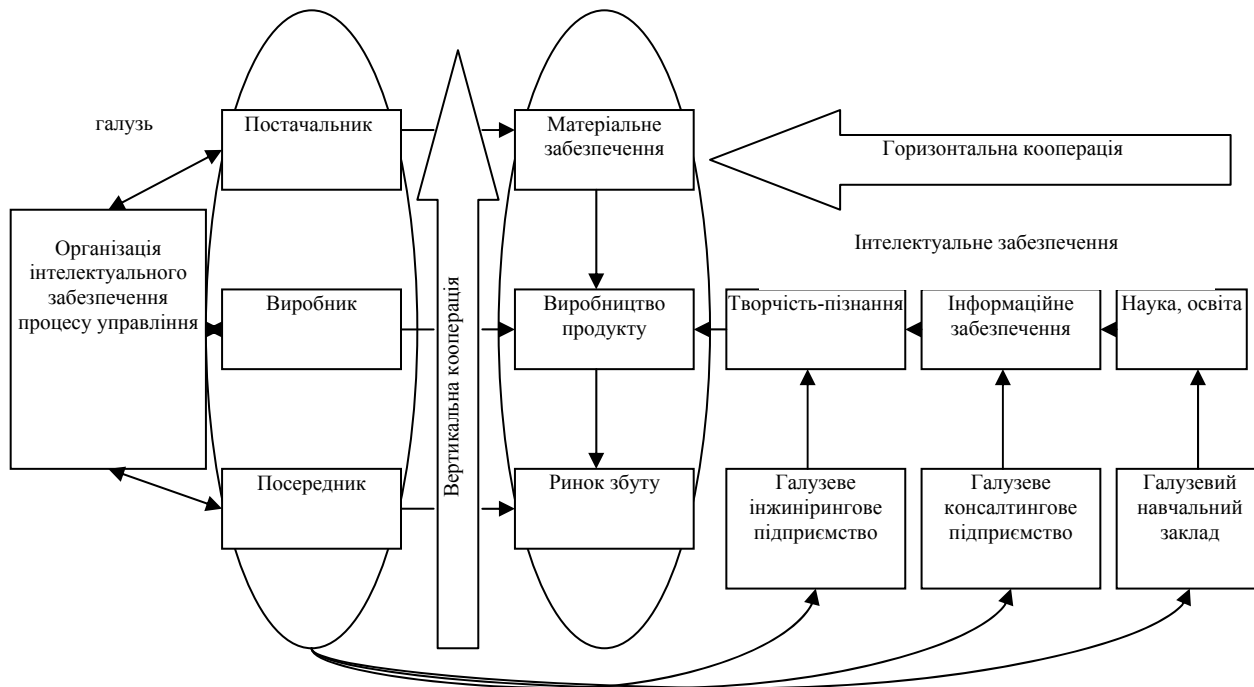 галузь
Постачальник
Матеріальне
забезпечення
Горизонтальна кооперація
Організація
інтелектуального
забезпечення
процесу управління
Вертикальна кооперація
Інтелектуальне забезпечення
Виробник
Виробництво
продукту
Творчість-пізнання
Інформаційне
забезпечення
Наука, освіта
Посередник
Ринок збуту
Галузеве
інжинірингове
підприємство
Галузеве
консалтингове
підприємство
Галузевий
навчальний
заклад